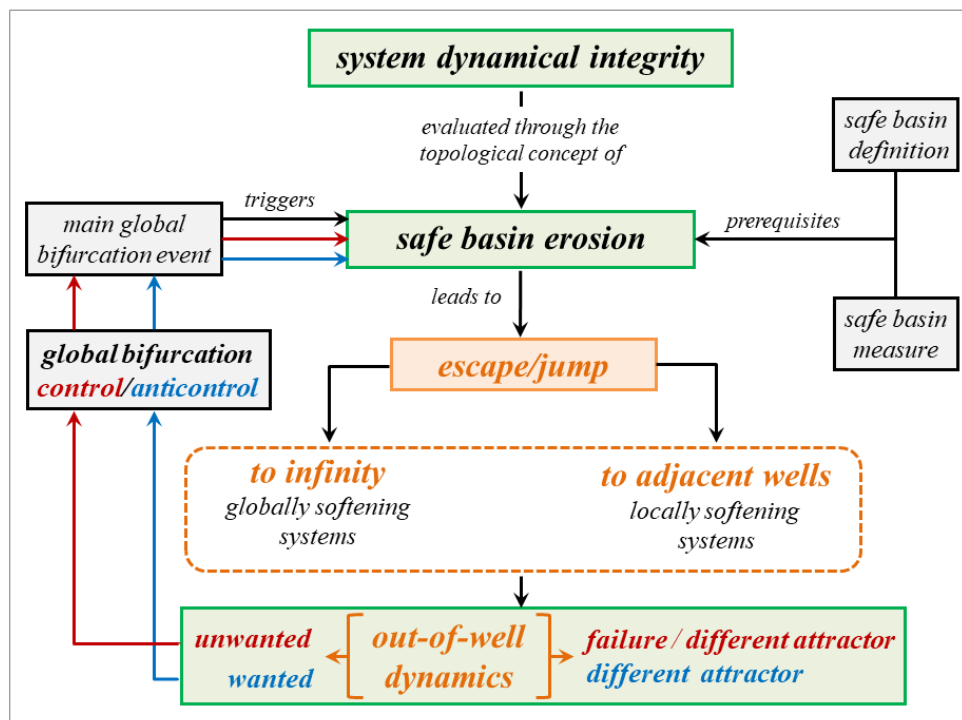 system dynamical integrity
evaluated through the
topological concept of
safe basin
definition
triggers
main global
bifurcation event
safe basin erosion
prerequisites
leads to
safe basin
measure
global bifurcation
control/anticontrol
escape/jump
to infinity
globally softening
systems
to adjacent wells
locally softening
systems
unwanted
wanted
out-of-well
dynamics
failure / different attractor
different attractor